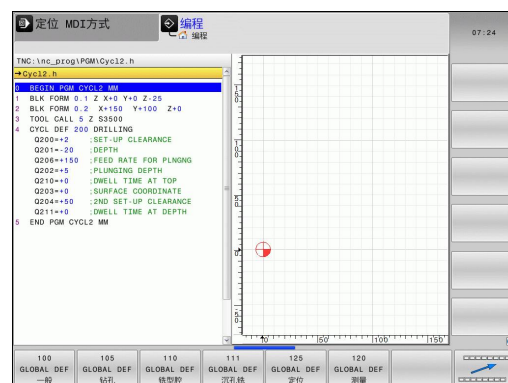 定位 MDI方式
编程
编程
07:24
TNC:\nc_prog\PGM\Cycl2.h
→Cycl2.h
0 BEGIN PGM CYCL2 MM
1 BLK FORM 0.1 Z X+0 Y+0 Z-25
2 BLK FORM 0.2 X+150 Y+100 Z+0
3 TOOL CALL 5 Z S3500
4 CYCL DEF 200 DRILLING
Q200=+2 ;SET-UP CLEARANCE
Q201=-20 ;DEPTH
Q206=+150 ;FEED RATE FOR PLNGNG
Q202=+5 ;PLUNGING DEPTH
Q210=+0 ;DWELL TIME AT TOP
Q203=+0 ;SURFACE COORDINATE
Q204=+50 ;2ND SET-UP CLEARANCE
Q211=+0 ;DWELL TIME AT DEPTH
5 END PGM CYCL2 MM
100 GLOBAL DEF 一般
105 GLOBAL DEF 钻孔
110 GLOBAL DEF 铣型腔
111 GLOBAL DEF 沉孔铣
125 GLOBAL DEF 定位
120 GLOBAL DEF 测量